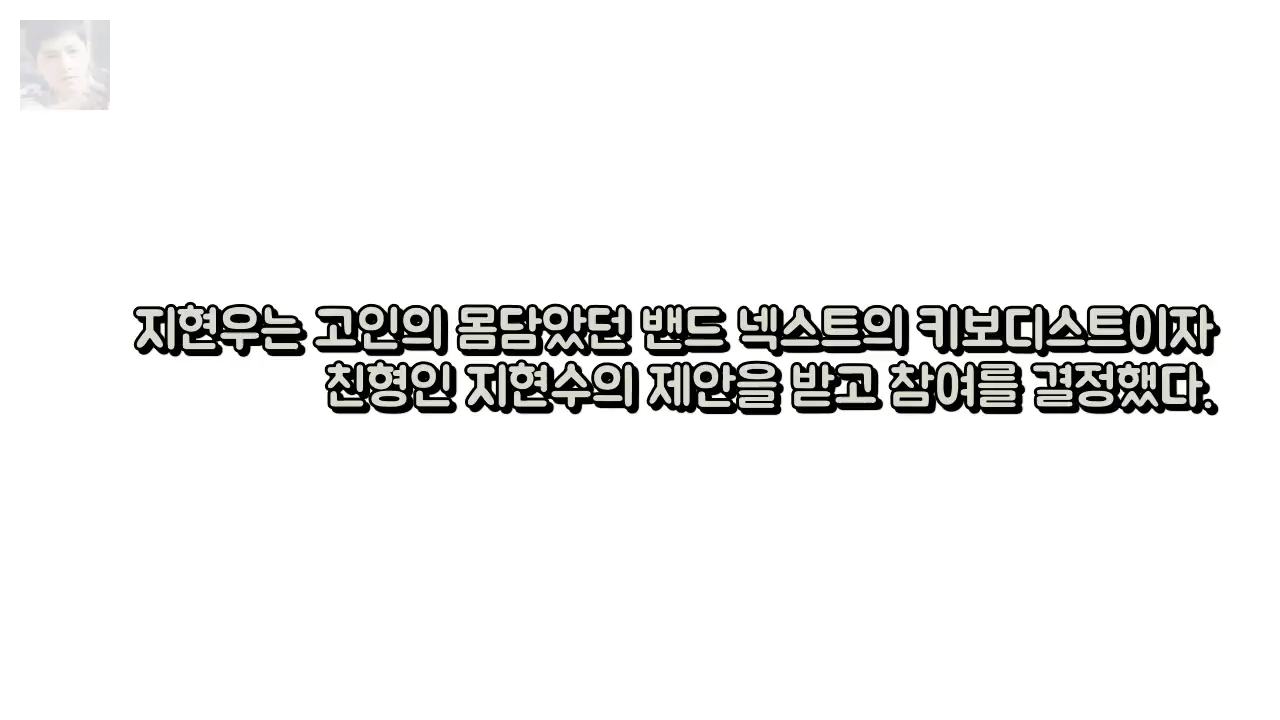 지현우는 고인의 몸담았던 밴드 넥스트의 키보디스트이자
친형인 지현수의 제안을 받고 참여를 결정했다.